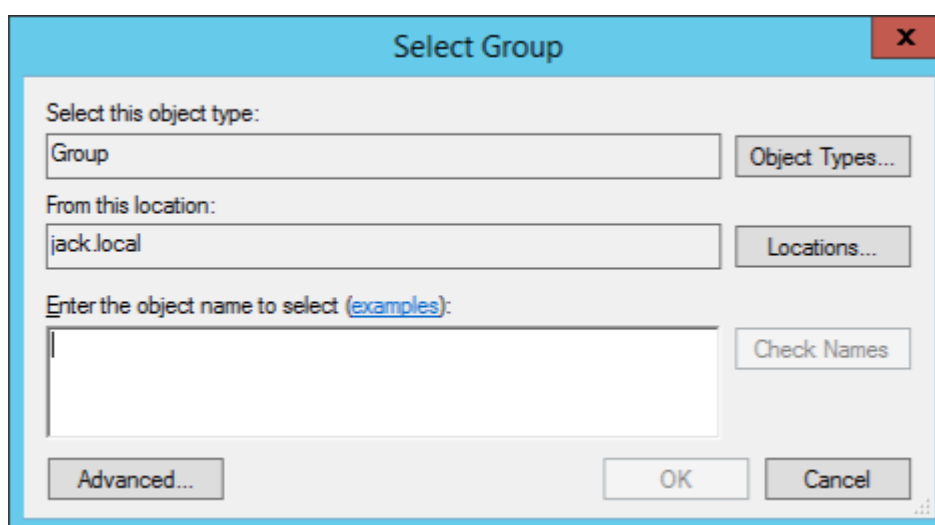 Select Group
x
Select this object type:
Group
Object Types...
From this location:
jack.local
Locations...
Enter the object name to select (examples):
Check Names
Advanced...
OK
Cancel